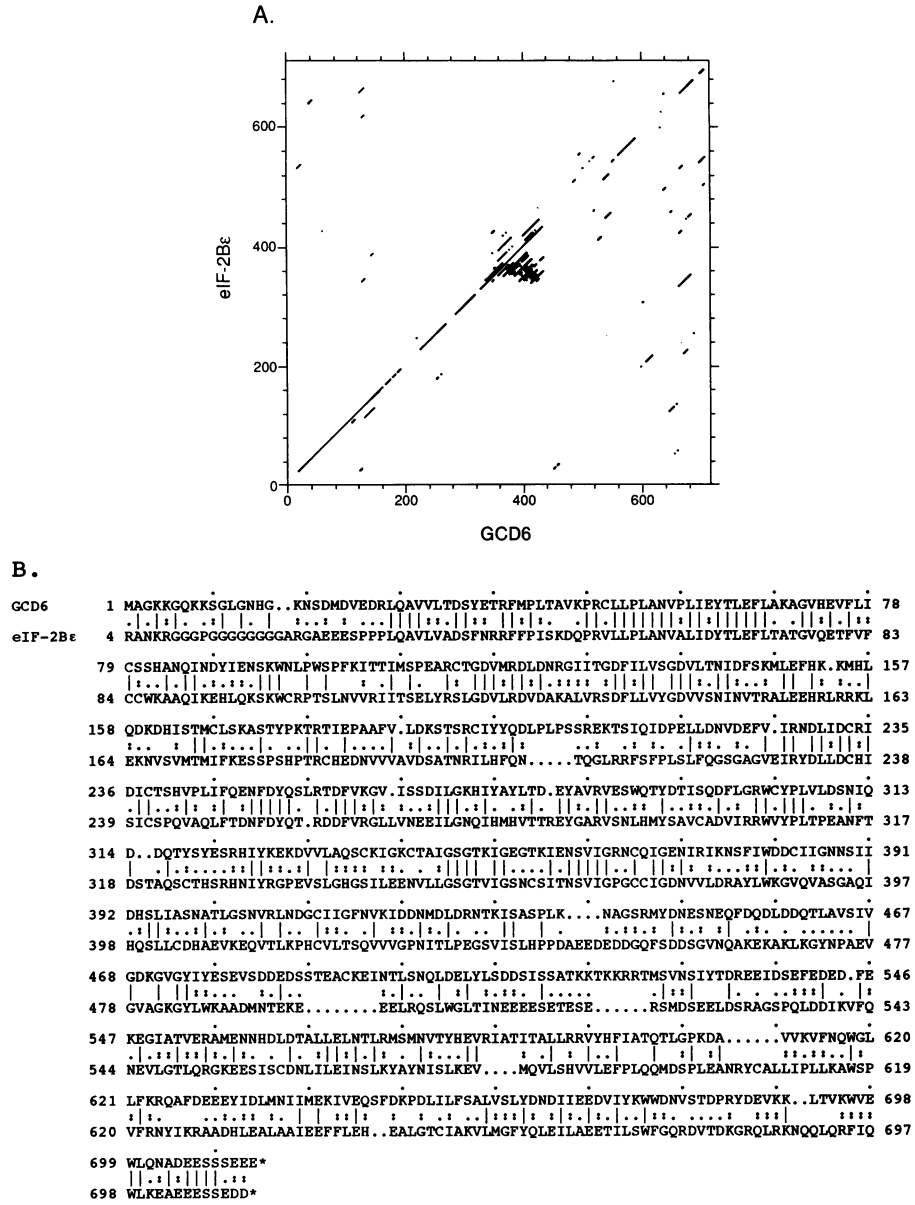 A.
600
400
eIF-2Bε
200
0
0 200 400 600
GCD6
B.
GCD6 1 MAGKKGQKKSGLGNHG..KNSDMDVEDRLQAVVLTDSYETRFMPLTAVKPRCLLPLANVPLIEYTLEFLAKAGVHEVFLI 78
eIF-2Bε 4 RANKRGGGPGGGGGGGGARGAEEESPPPLQAVLVADSFNRRFFPISKDQPRVLLPLANVALIDYTLEFLTATGVQETFVF 83
79 CSSHANQINDYIENSKWNLPWSPFKITTIMSPEARCTGDVMRDLDNRGIITGDFILVSGDVLTNIDFSKMLEFHK.KMHL 157
84 CCWKAAQIKEHLQKSKWCRPTSLNVVRIITSELYRSLGDVLRDVDAKALVRSDFLLVYGDVVSNINVTRALEEHRLRRKL 163
158 QDKDHISTMCLSKASTYPKTRTIEPAAFV.LDKSTSRCIYYQDLPLPSSREKTSIQIDPELLDNVDEFV.IRNDLIDCRI 235
164 EKNVSVMTMIFKESSPSHPTRCHEDNVVVAVDSATNRILHFQN.....TQGLRRFSFPLSLFQGSGAGVEIRYDLLDCHI 238
236 DICTSHVPLIFQENFDYQSLRTDFVKGV.ISSDILGKHIYAYLTD.EYAVRVESWQTYDTISQDFLGRWCYPLVLDSNIQ 313
239 SICSPQVAQLFTDNFDYQT.RDDFVRGLLVNEEILGNQIHMHVTTREYGARVSNLHMYSAVCADVIRRWVYPLTPEANFT 317
314 D..DQTYSYESRHIYKEKDVVLAQSCKIGKCTAIGSGTKIGEGTKIENSVIGRNCQIGENIRIKNSFIWDDCIIGNNSII 391
318 DSTAQSCTHSRHNIYRGPEVSLGHGSILEENVLLGSGTVIGSNCSITNSVIGPGCCIGDNVVLDRAYLWKGVQVASGAQI 397
392 DHSLIASNATLGSNVRLNDGCIIGFNVKIDDNMDLDRNTKISASPLK....NAGSRMYDNESNEQFDQDLDDQTLAVSIV 467
398 HQSLLCDHAEVKEQVTLKPHCVLTSQVVVGPNITLPEGSVISLHPPDAEEDEDDGQFSDDSGVNQAKEKAKLKGYNPAEV 477
468 GDKGVGYIYESEVSDDEDSSTEACKEINTLSNQLDELYLSDDSISSATKKTKKRRTMSVNSIYTDREEIDSEFEDED.FE 546
478 GVAGKGYLWKAADMNTEKE........EELRQSLWGLTINEEEESETESE......RSMDSEELDSRAGSPQLDDIKVFQ 543
547 KEGIATVERAMENNHDLDTALLELNTLRMSMNVTYHEVRIATITALLRRVYHFIATQTLGPKDA......VVKVFNQWGL 620
544 NEVLGTLQRGKEESISCDNLILEINSLKYAYNISLKEV....MQVLSHVVLEFPLQQMDSPLEANRYCALLIPLLKAWSP 619
621 LFKRQAFDEEEYIDLMNIIMEKIVEQSFDKPDLILFSALVSLYDNDIIEEDVIYKWWDNVSTDPRYDEVKK..LTVKWVE 698
620 VFRNYIKRAADHLEALAAIEEFFLEH..EALGTCIAKVLMGFYQLEILAEETILSWFGQRDVTDKGRQLRKNQQLQRFIQ 697
699 WLQNADEESSSEEE*
698 WLKEAEEESSEDD*